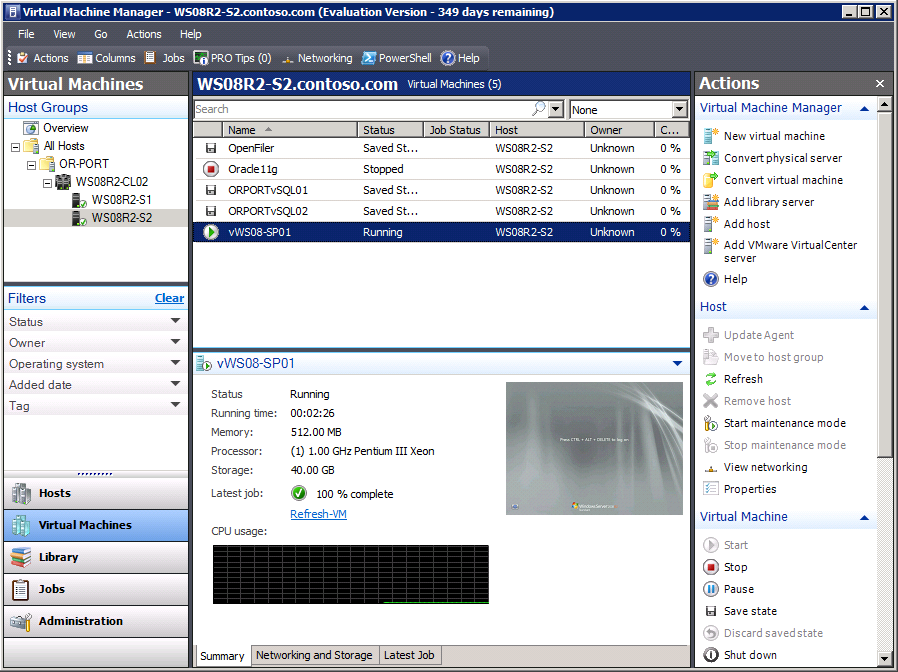 Virtual Machine Manager - WS08R2-S2.contoso.com (Evaluation Version - 349 days remaining)
File View Go Actions Help
Actions Columns Jobs PRO Tips (0) Networking PowerShell Help
Virtual Machines
Host Groups
Overview
All Hosts
OR-PORT
WS08R2-CL02
WS08R2-S1
WS08R2-S2
Filters Clear
Status
Owner
Operating system
Added date
Tag
Hosts
Virtual Machines
Library
Jobs
Administration
WS08R2-S2.contoso.com Virtual Machines (5)
Search None
Name Status Job Status Host Owner C...
OpenFiler Saved St... WS08R2-S2 Unknown 0 %
Oracle11g Stopped WS08R2-S2 Unknown 0 %
ORPORTvSQL01 Saved St... WS08R2-S2 Unknown 0 %
ORPORTvSQL02 Saved St... WS08R2-S2 Unknown 0 %
vWS08-SP01 Running WS08R2-S2 Unknown 0 %
vWS08-SP01
Status Running
Running time: 00:02:26
Memory: 512.00 MB
Processor: (1) 1.00 GHz Pentium III Xeon
Storage: 40.00 GB
Latest job: 100 % complete
Refresh-VM
CPU usage:
Press CTRL + ALT + DELETE to log on
Summary Networking and Storage Latest Job
Actions
Virtual Machine Manager
New virtual machine
Convert physical server
Convert virtual machine
Add library server
Add host
Add VMware VirtualCenter
server
Help
Host
Update Agent
Move to host group
Refresh
Remove host
Start maintenance mode
Stop maintenance mode
View networking
Properties
Virtual Machine
Start
Stop
Pause
Save state
Discard saved state
Shut down